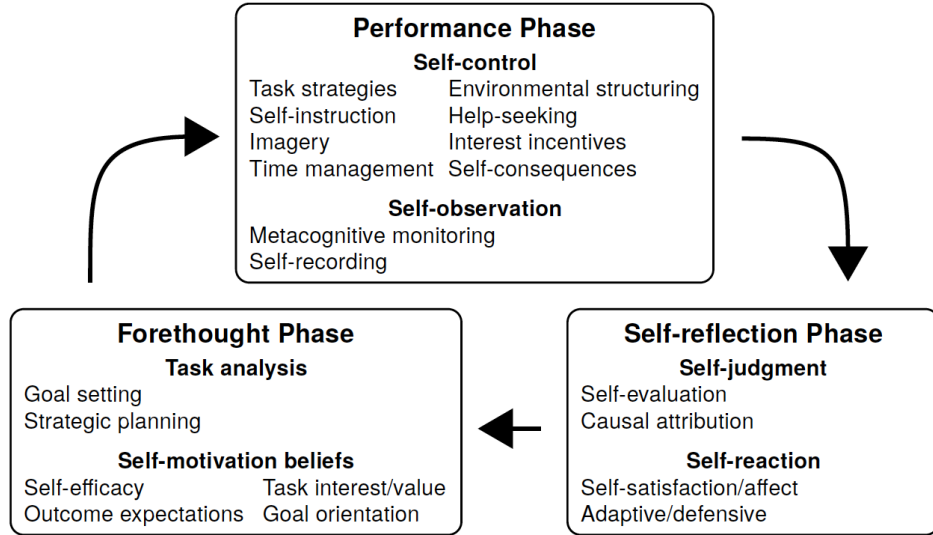 Performance Phase
Self-control
Task strategies Environmental structuring
Self-instruction Help-seeking
Imagery Interest incentives
Time management Self-consequences
Self-observation
Metacognitive monitoring
Self-recording
Forethought Phase
Task analysis
Goal setting
Strategic planning
Self-motivation beliefs
Self-efficacy Task interest/value
Outcome expectations Goal orientation
Self-reflection Phase
Self-judgment
Self-evaluation
Causal attribution
Self-reaction
Self-satisfaction/affect
Adaptive/defensive